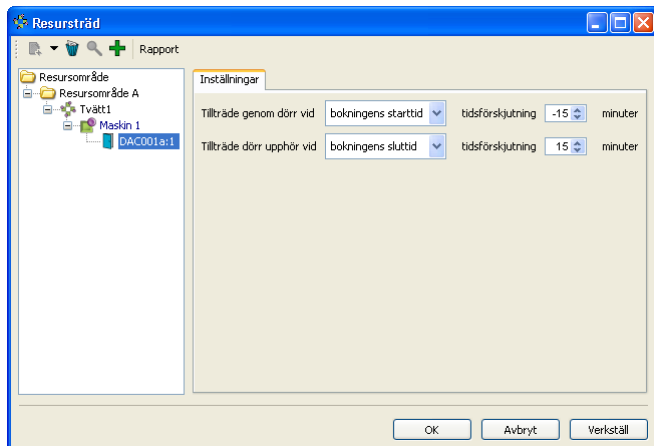 Resursträd
Rapport
Resursområde
Resursområde A
Tvätt1
Maskin 1
DAC001a:1
Inställningar
Tillträde genom dörr vid bokningens starttid tidsförskjutning -15 minuter
Tillträde dörr upphör vid bokningens sluttid tidsförskjutning 15 minuter
OK Avbryt Verkställ